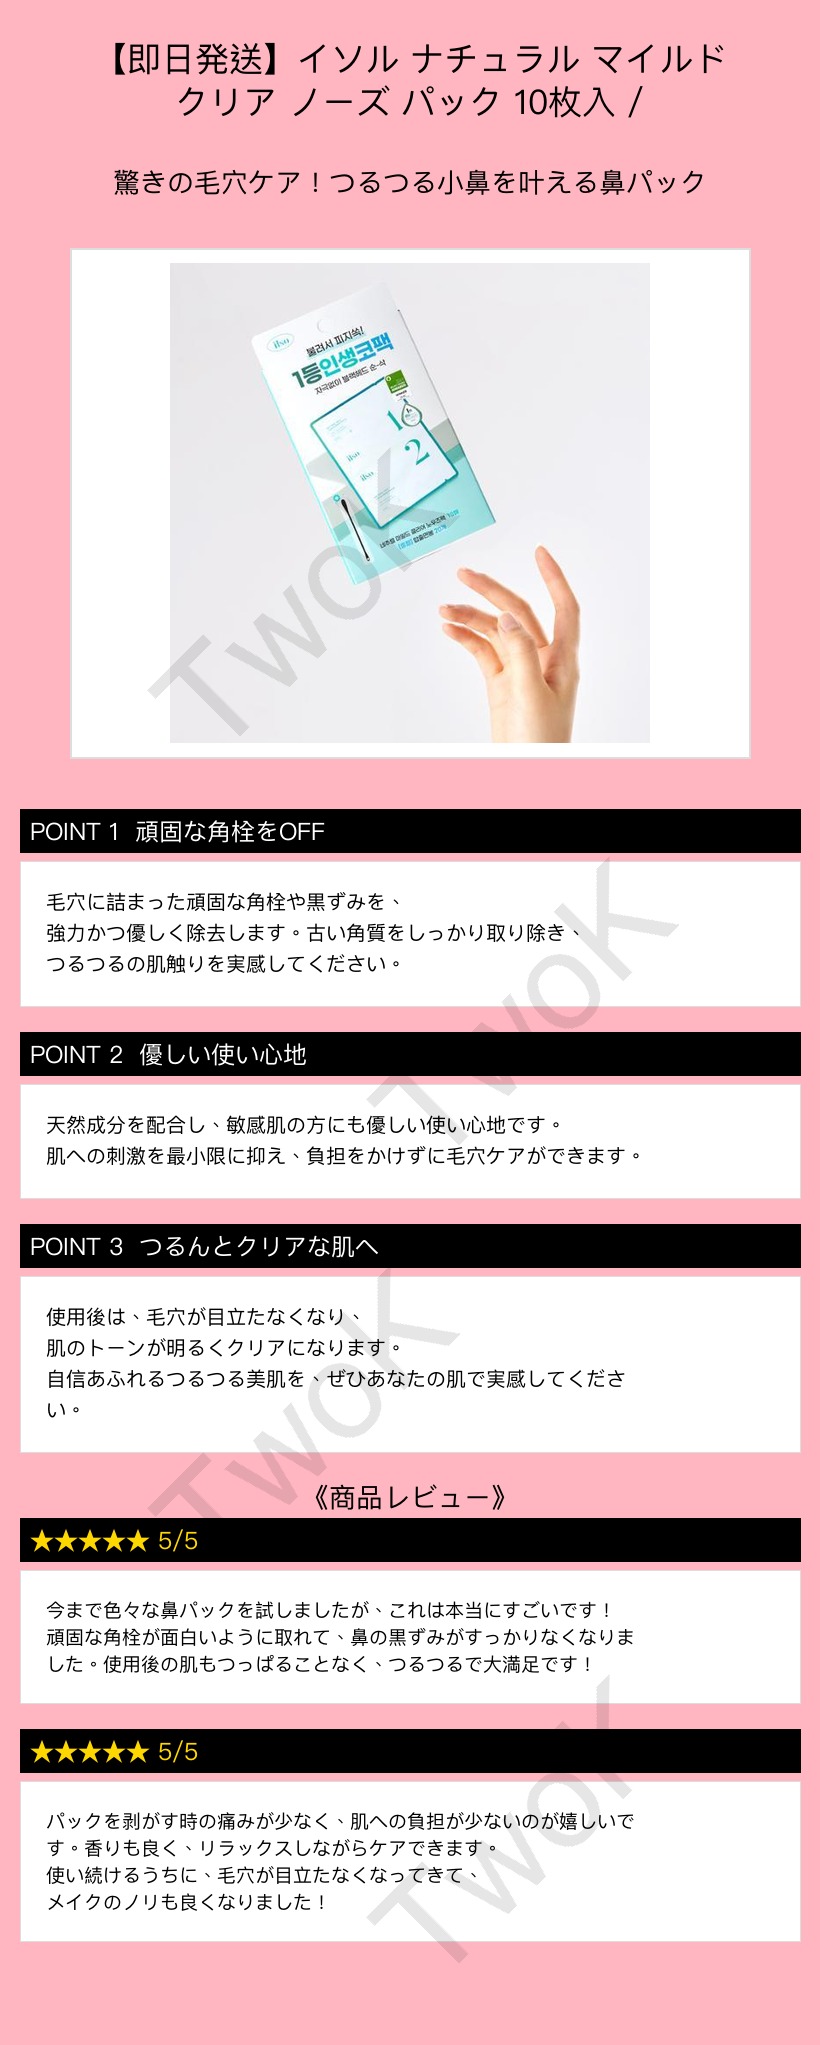 【即日発送】イソル ナチュラル マイルド
クリア ノーズ パック 10枚入 /
驚きの毛穴ケア！つるつる小鼻を叶える鼻パック
ilso
불려서 피지쏙!
1등인생코팩
자극없이 블랙헤드 순-삭
1
ilso
2
ilso
네추럴 마일드 클리어 노우즈팩 10매
TwoK
POINT 1 頑固な角栓をOFF
毛穴に詰まった頑固な角栓や黒ずみを、
強力かつ優しく除去します。古い角質をしっかり取り除き、
つるつるの肌触りを実感してください。
TwoK
POINT 2 優しい使い心地
天然成分を配合し、敏感肌の方にも優しい使い心地です。
肌への刺激を最小限に抑え、負担をかけずに毛穴ケアができます。
POINT 3 つるんとクリアな肌へ
使用後は、毛穴が目立たなくなり、
肌のトーンが明るくクリアになります。
自信あふれるつるつる美肌を、ぜひあなたの肌で実感してくださ
い。
TwoK
《商品レビュー》
★★★★★ 5/5
今まで色々な鼻パックを試しましたが、これは本当にすごいです！
頑固な角栓が面白いように取れて、鼻の黒ずみがすっかりなくなりま
した。使用後の肌もつっぱることなく、つるつるで大満足です！
★★★★★ 5/5
パックを剥がす時の痛みが少なく、肌への負担が少ないのが嬉しいで
す。香りも良く、リラックスしながらケアできます。
使い続けるうちに、毛穴が目立たなくなってきて、
メイクのノリも良くなりました！
TwoK